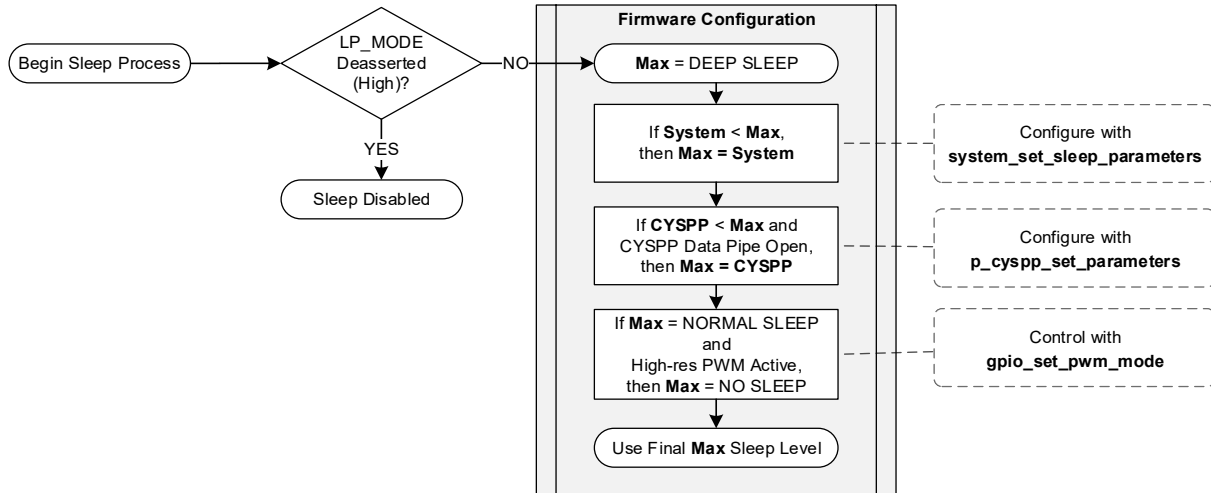 Firmware Configuration
Begin Sleep Process
LP_MODE
Deasserted
(High)?
NO
YES
Sleep Disabled
Max = DEEP SLEEP
If System < Max,
then Max = System
Configure with
system_set_sleep_parameters
If CYSPP < Max and
CYSPP Data Pipe Open,
then Max = CYSPP
Configure with
p_cyspp_set_parameters
If Max = NORMAL SLEEP
and
High-res PWM Active,
then Max = NO SLEEP
Control with
gpio_set_pwm_mode
Use Final Max Sleep Level